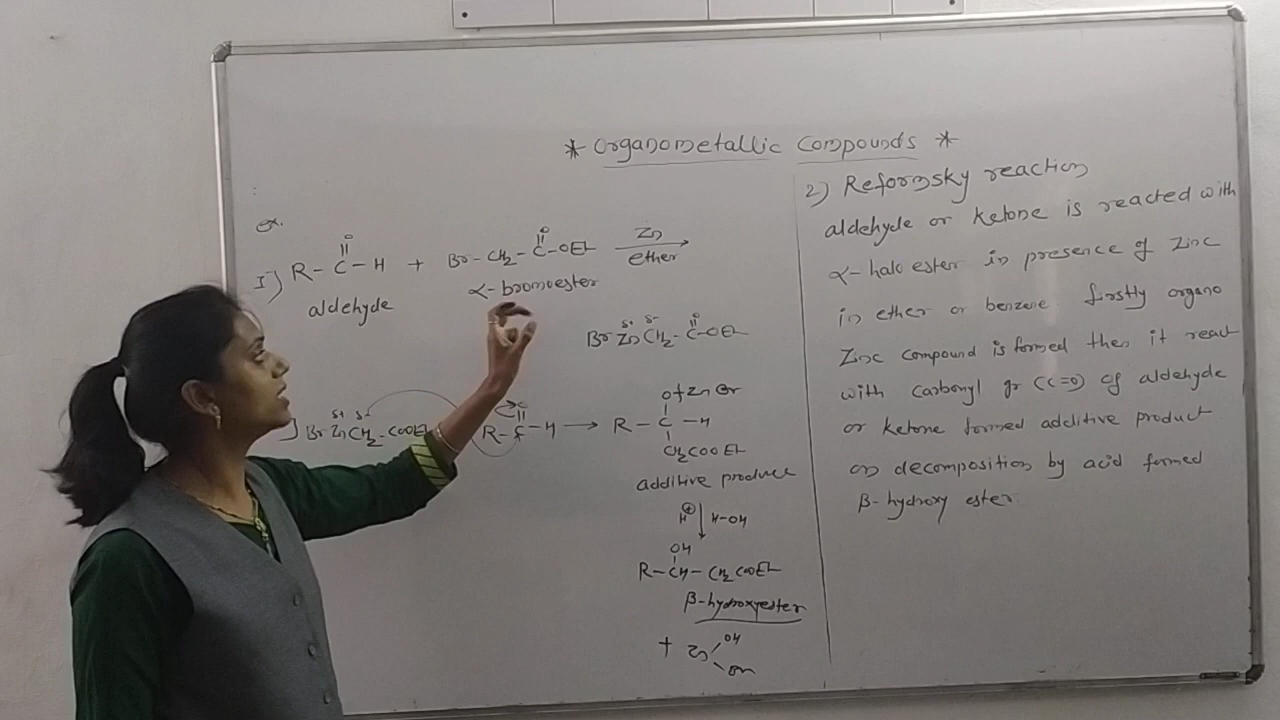 * Organometallic Compounds *
ex.
I) R-C-H + Br-CH2-C-OEt Zn
O O ether
aldehyde α-bromoester
δ+ δ- O
Br Zn CH2-C-OEt
δ+ δ-
Br Zn CH2-COOEt R-C-H → R-C-H
O
CH2COOEt
additive produce
H⊕ H-OH
OH
R-CH-CH2COOEt
β-hydroxyester
+ Zn OH
2) Reformsky reaction
aldehyde or ketone is reacted with
α-halo ester in presence of Zinc
in ether or benzene firstly organo
Zinc compound is formed then it react
with carbonyl gr (C=O) of aldehyde
or ketone formed additive product
on decomposition by acid formed
β-hydroxy ester.